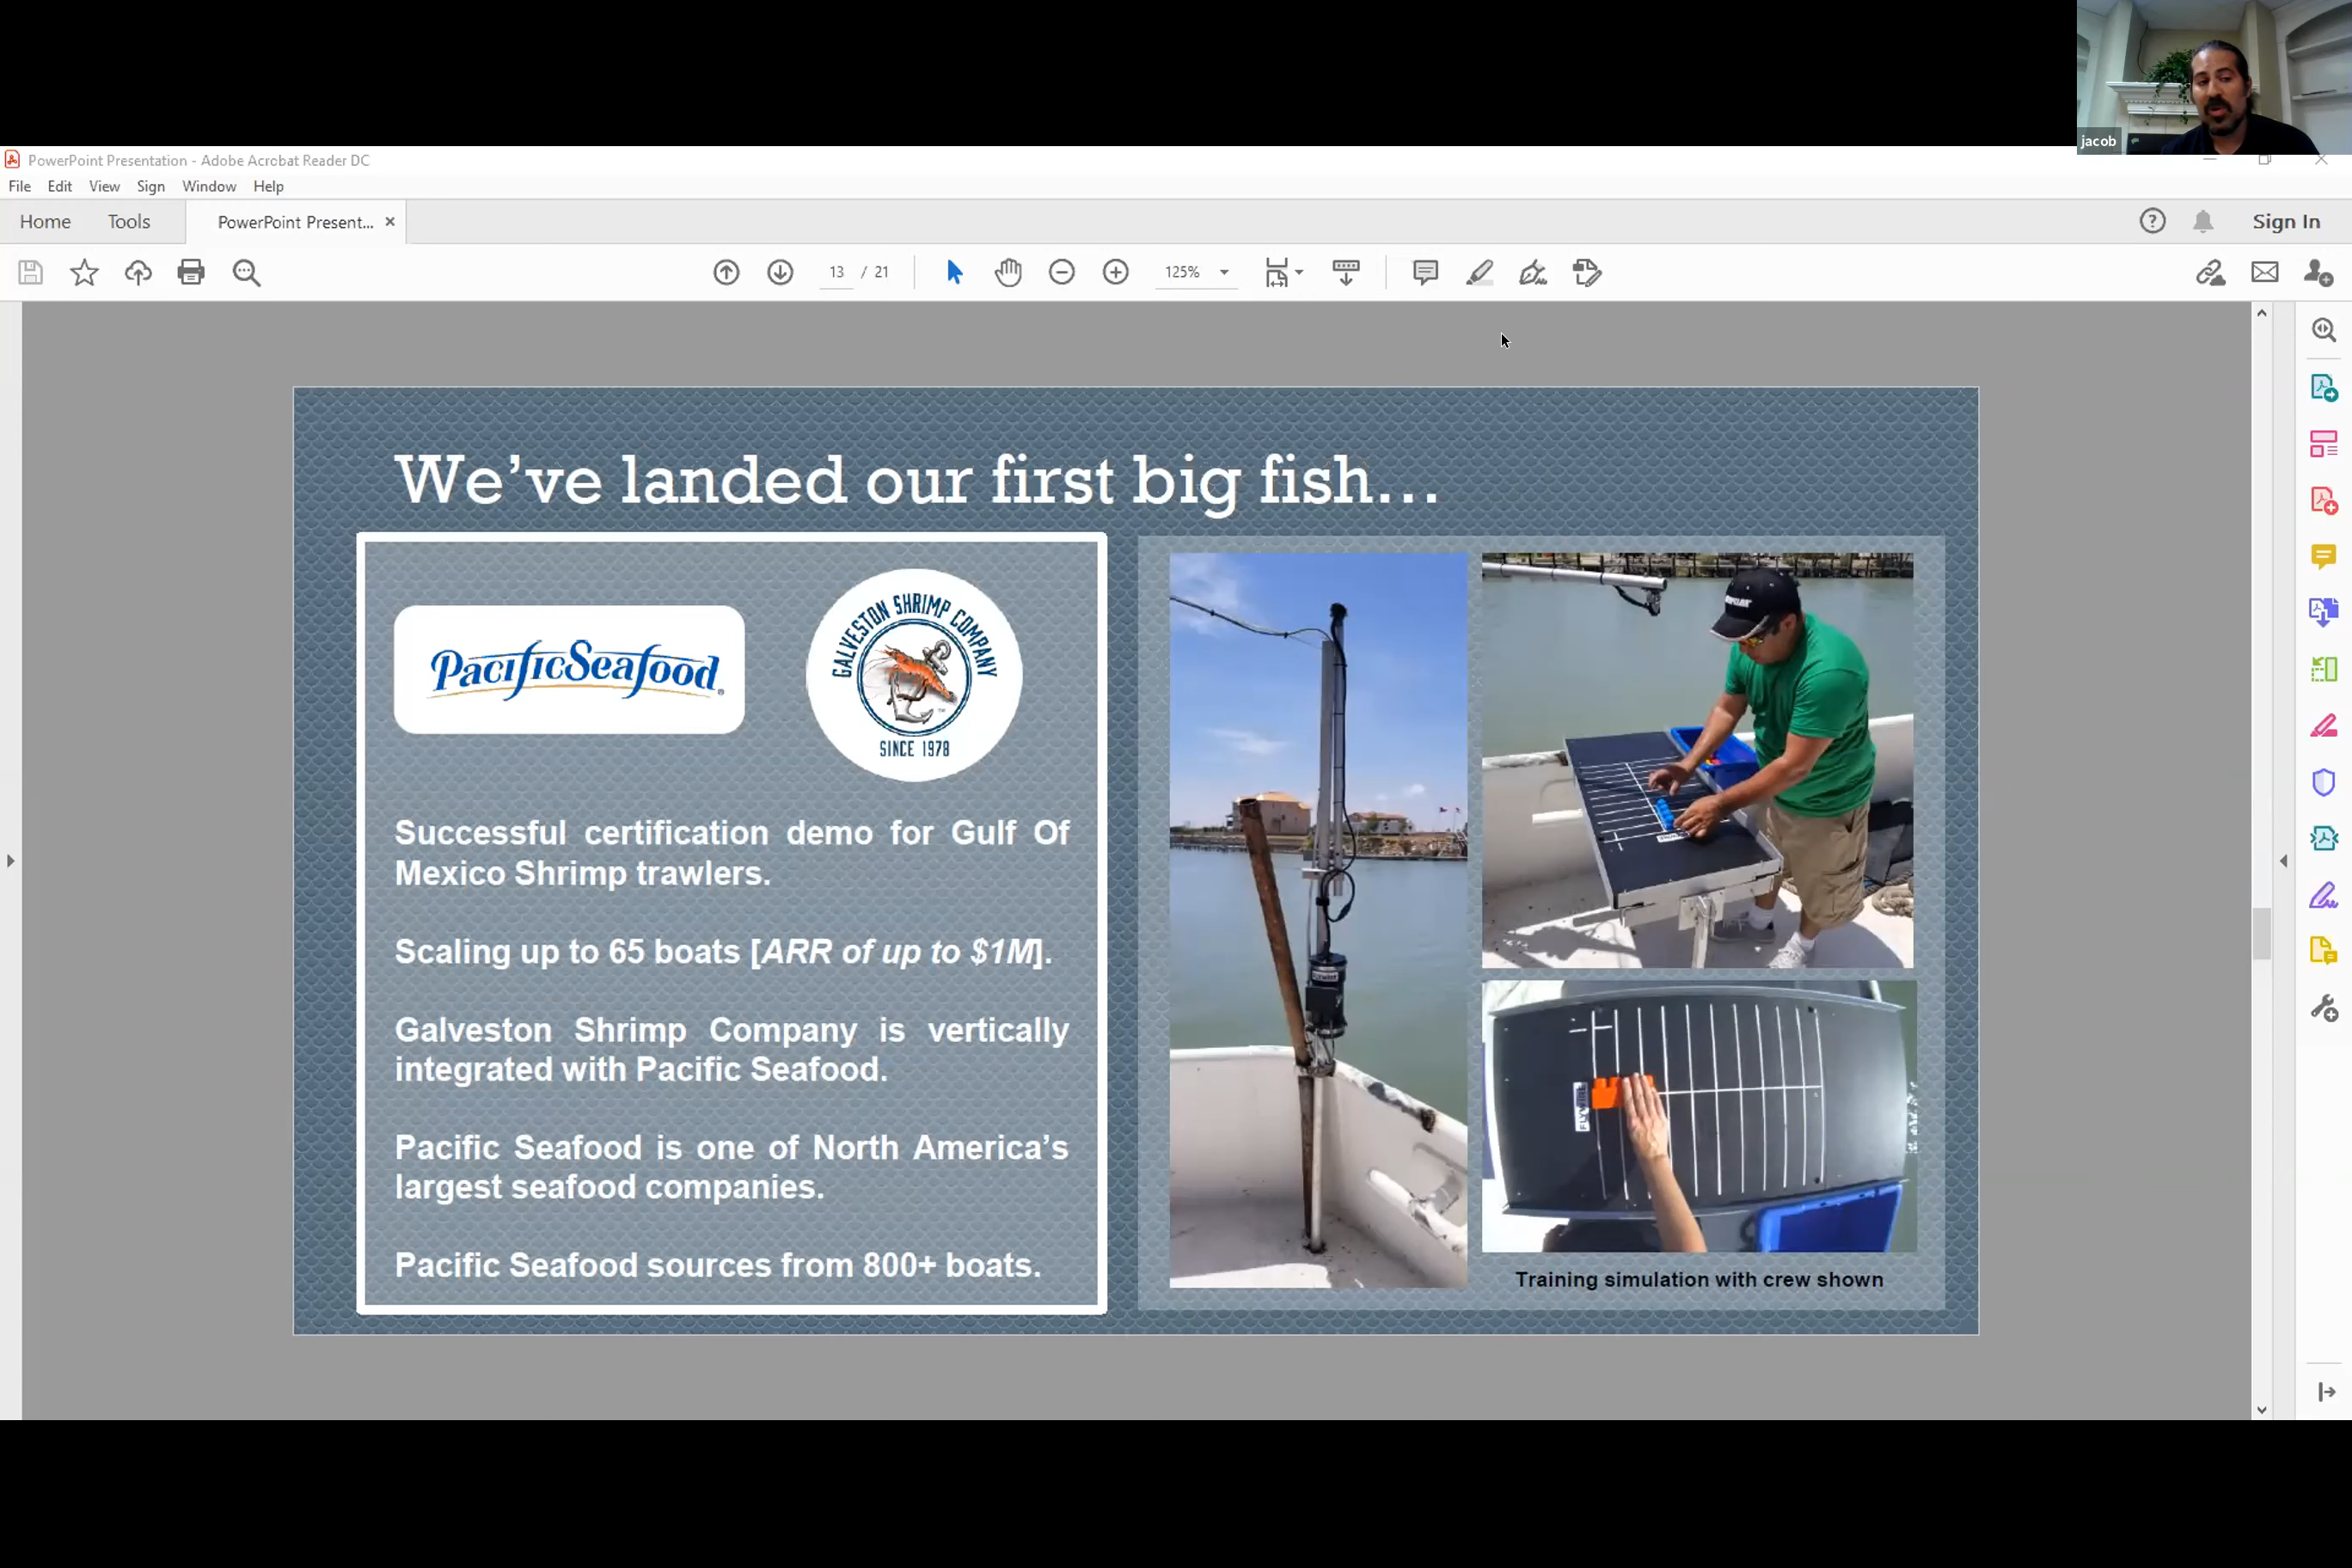 jacob
PowerPoint Presentation - Adobe Acrobat Reader DC
File Edit View Sign Window Help
Home Tools PowerPoint Present... Sign In
13 / 21 125%
We've landed our first big fish...
PacificSeafood
GALVESTON SHRIMP COMPANY
SINCE 1978
Successful certification demo for Gulf Of
Mexico Shrimp trawlers.
Scaling up to 65 boats [ARR of up to $1M].
Galveston Shrimp Company is vertically
integrated with Pacific Seafood.
Pacific Seafood is one of North America's
largest seafood companies.
Pacific Seafood sources from 800+ boats.
FLYWIRE
Training simulation with crew shown